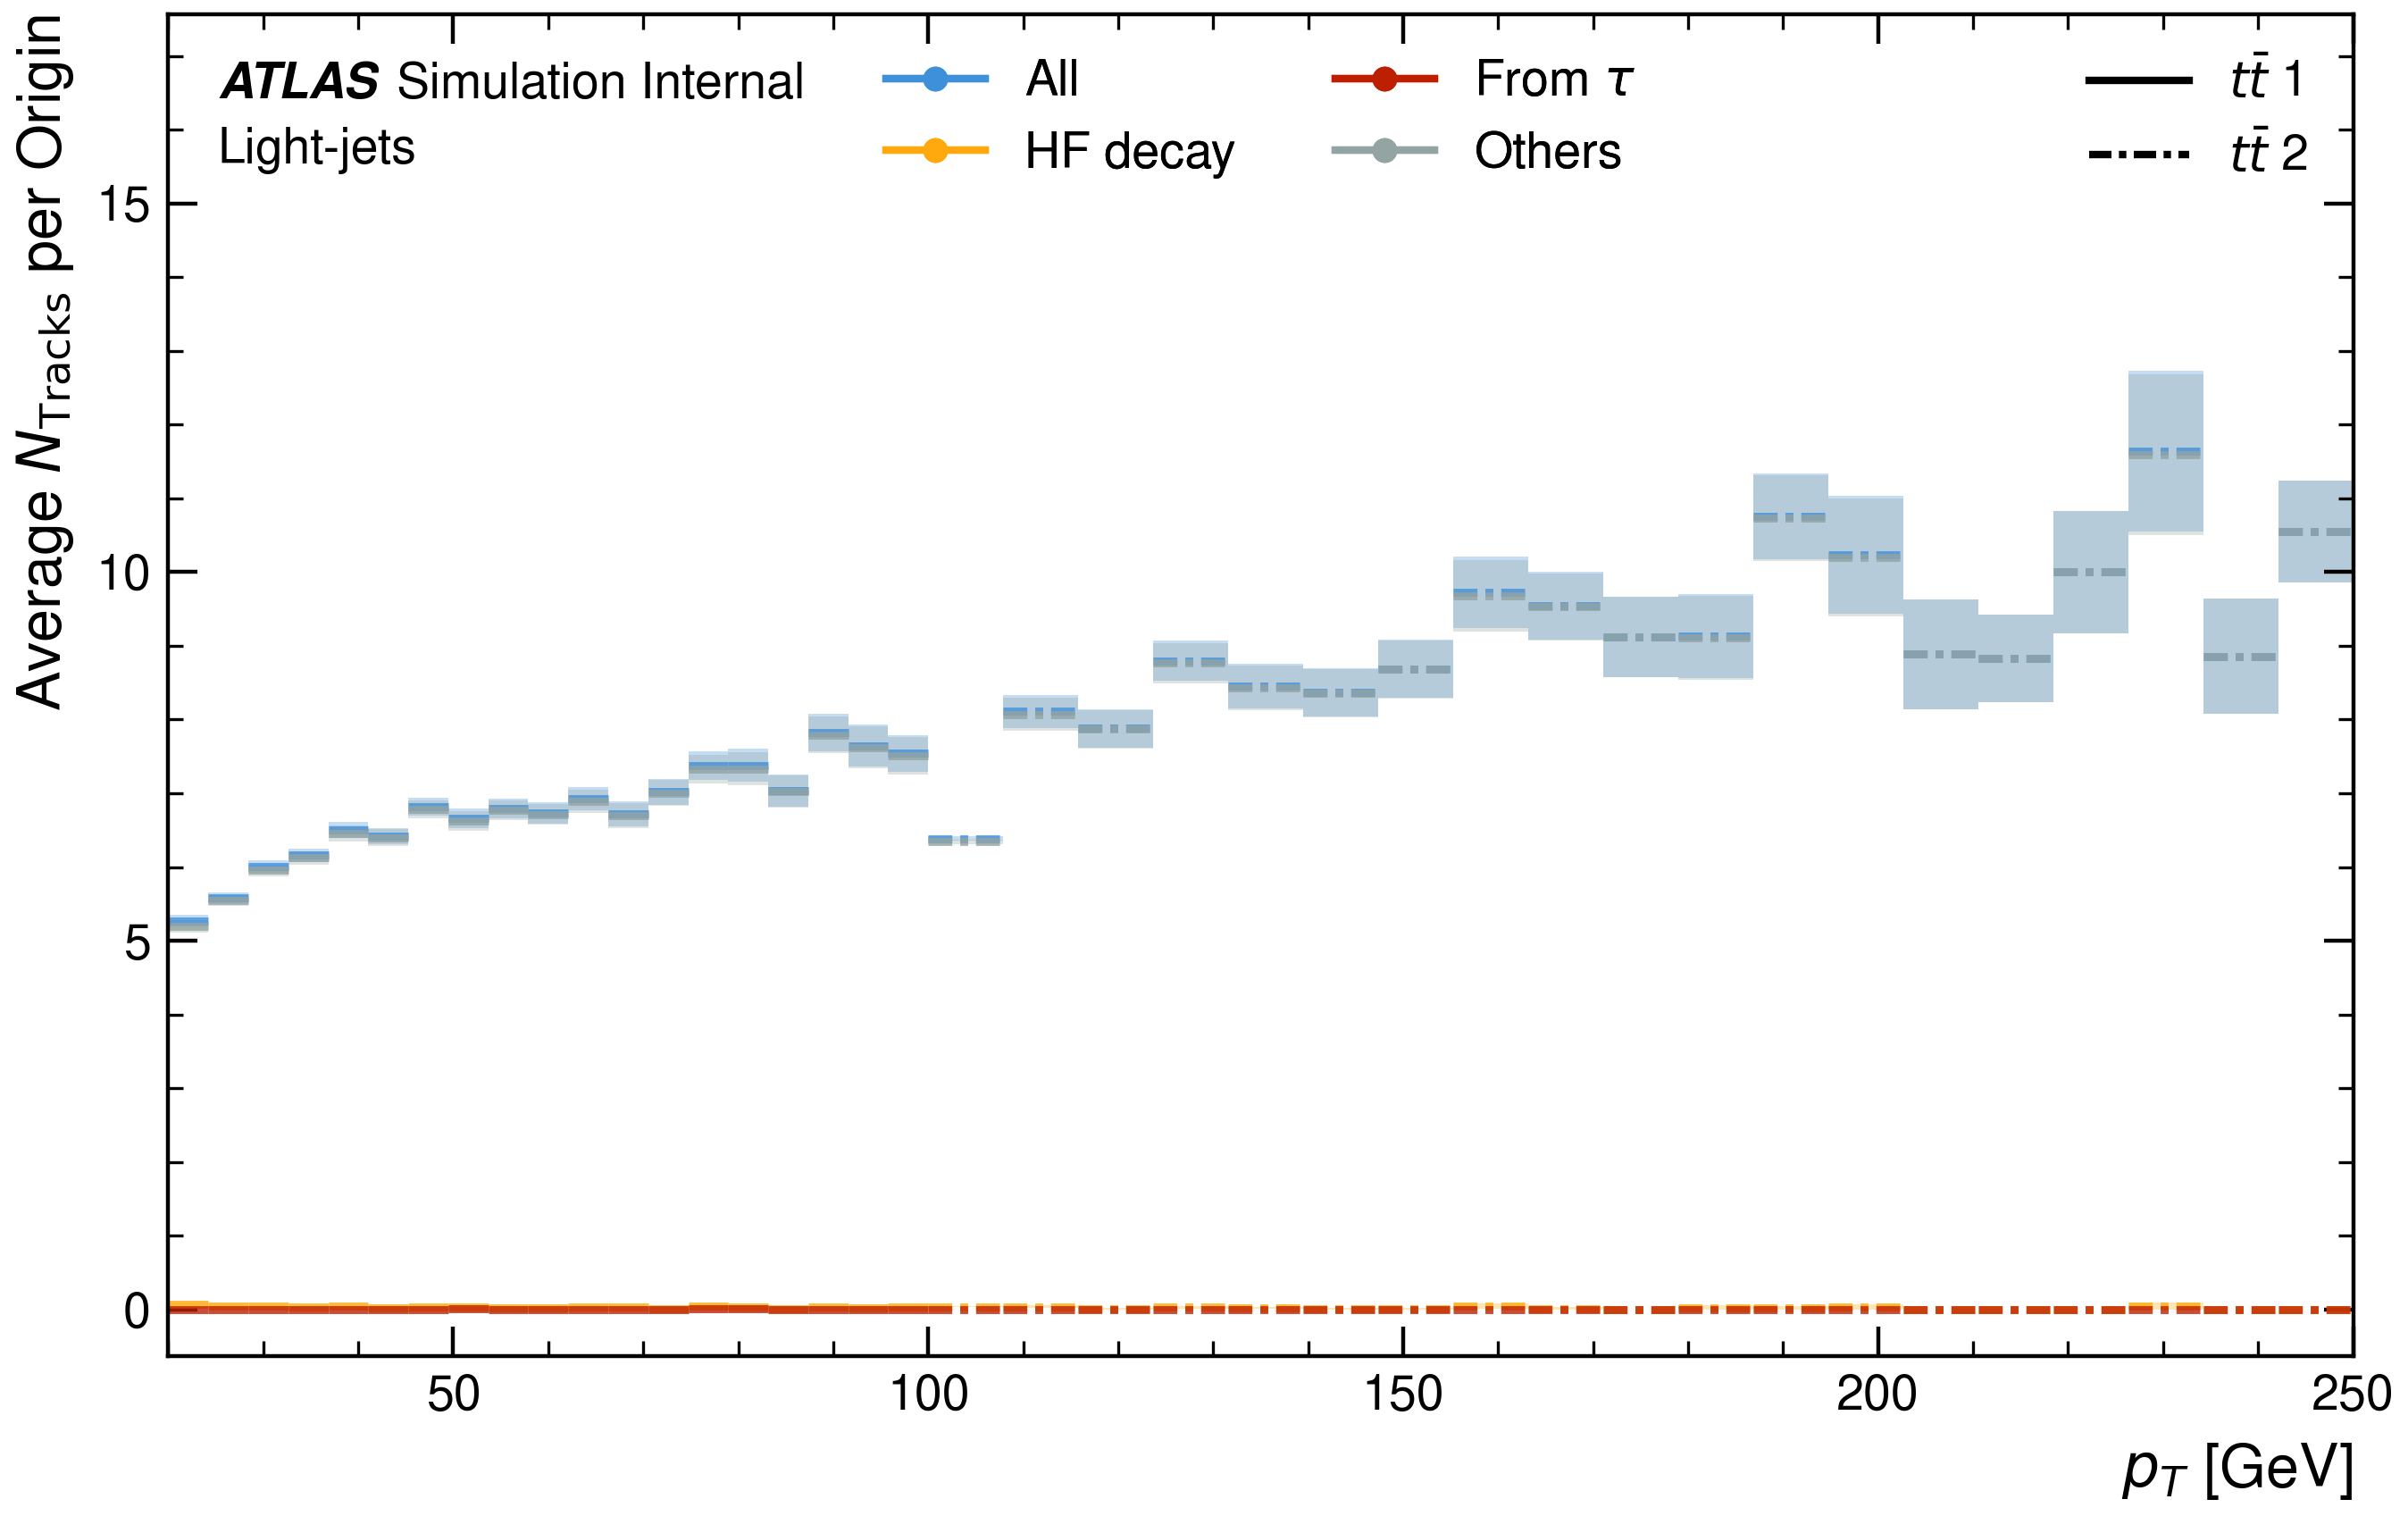 Average N_Tracks per Origin
ATLAS Simulation Internal
Light-jets
All
HF decay
From τ
Others
tt̄ 1
tt̄ 2
15
10
5
0
50 100 150 200 250
p_T [GeV]